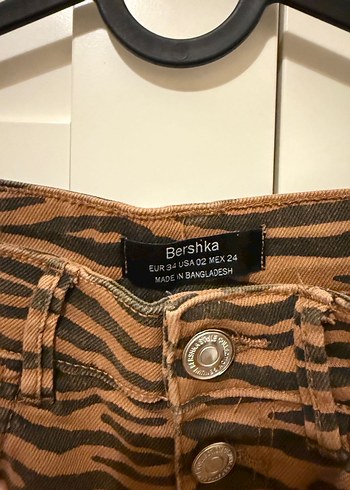 Bershka
EUR 34 USA 02 MEX 24
MADE IN BANGLADESH